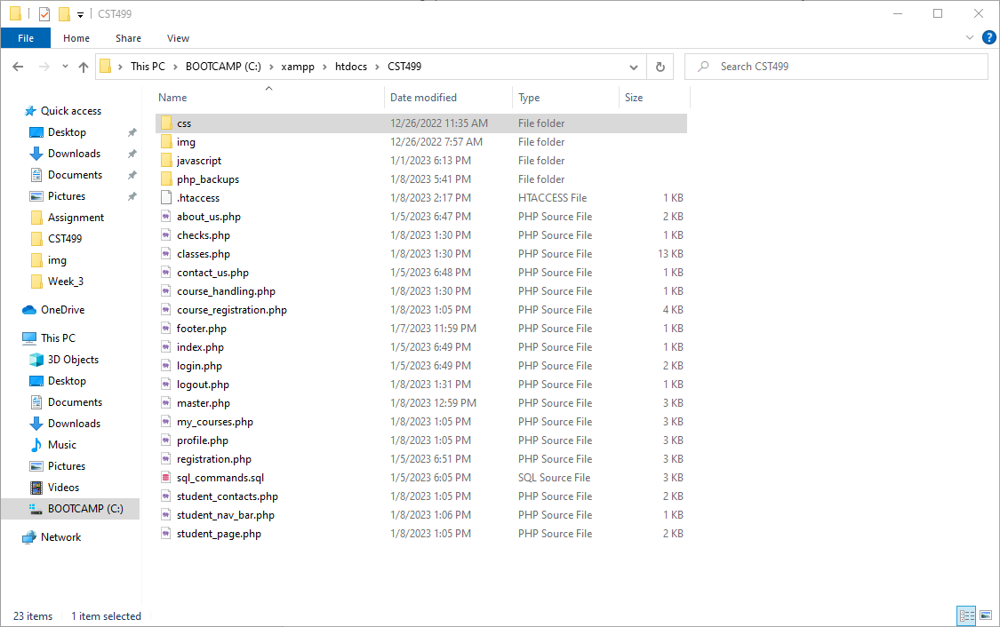 CST499
File Home Share View
This PC BOOTCAMP (C:) xampp htdocs CST499
Search CST499
Quick access
Desktop
Downloads
Documents
Pictures
Assignment
CST499
img
Week_3
OneDrive
This PC
3D Objects
Desktop
Documents
Downloads
Music
Pictures
Videos
BOOTCAMP (C:)
Network
Name Date modified Type Size
css 12/26/2022 11:35 AM File folder
img 12/26/2022 7:57 AM File folder
javascript 1/1/2023 6:13 PM File folder
php_backups 1/8/2023 5:41 PM File folder
.htaccess 1/8/2023 2:17 PM HTACCESS File 1 KB
about_us.php 1/5/2023 6:47 PM PHP Source File 2 KB
checks.php 1/8/2023 1:30 PM PHP Source File 1 KB
classes.php 1/8/2023 1:30 PM PHP Source File 13 KB
contact_us.php 1/5/2023 6:48 PM PHP Source File 1 KB
course_handling.php 1/8/2023 1:30 PM PHP Source File 1 KB
course_registration.php 1/8/2023 1:05 PM PHP Source File 4 KB
footer.php 1/7/2023 11:59 PM PHP Source File 1 KB
index.php 1/5/2023 6:49 PM PHP Source File 1 KB
login.php 1/5/2023 6:49 PM PHP Source File 2 KB
logout.php 1/8/2023 1:31 PM PHP Source File 1 KB
master.php 1/8/2023 12:59 PM PHP Source File 3 KB
my_courses.php 1/8/2023 1:05 PM PHP Source File 3 KB
profile.php 1/8/2023 1:05 PM PHP Source File 3 KB
registration.php 1/5/2023 6:51 PM PHP Source File 3 KB
sql_commands.sql 1/5/2023 6:05 PM SQL Source File 3 KB
student_contacts.php 1/8/2023 1:05 PM PHP Source File 2 KB
student_nav_bar.php 1/8/2023 1:06 PM PHP Source File 1 KB
student_page.php 1/8/2023 1:05 PM PHP Source File 2 KB
23 items 1 item selected